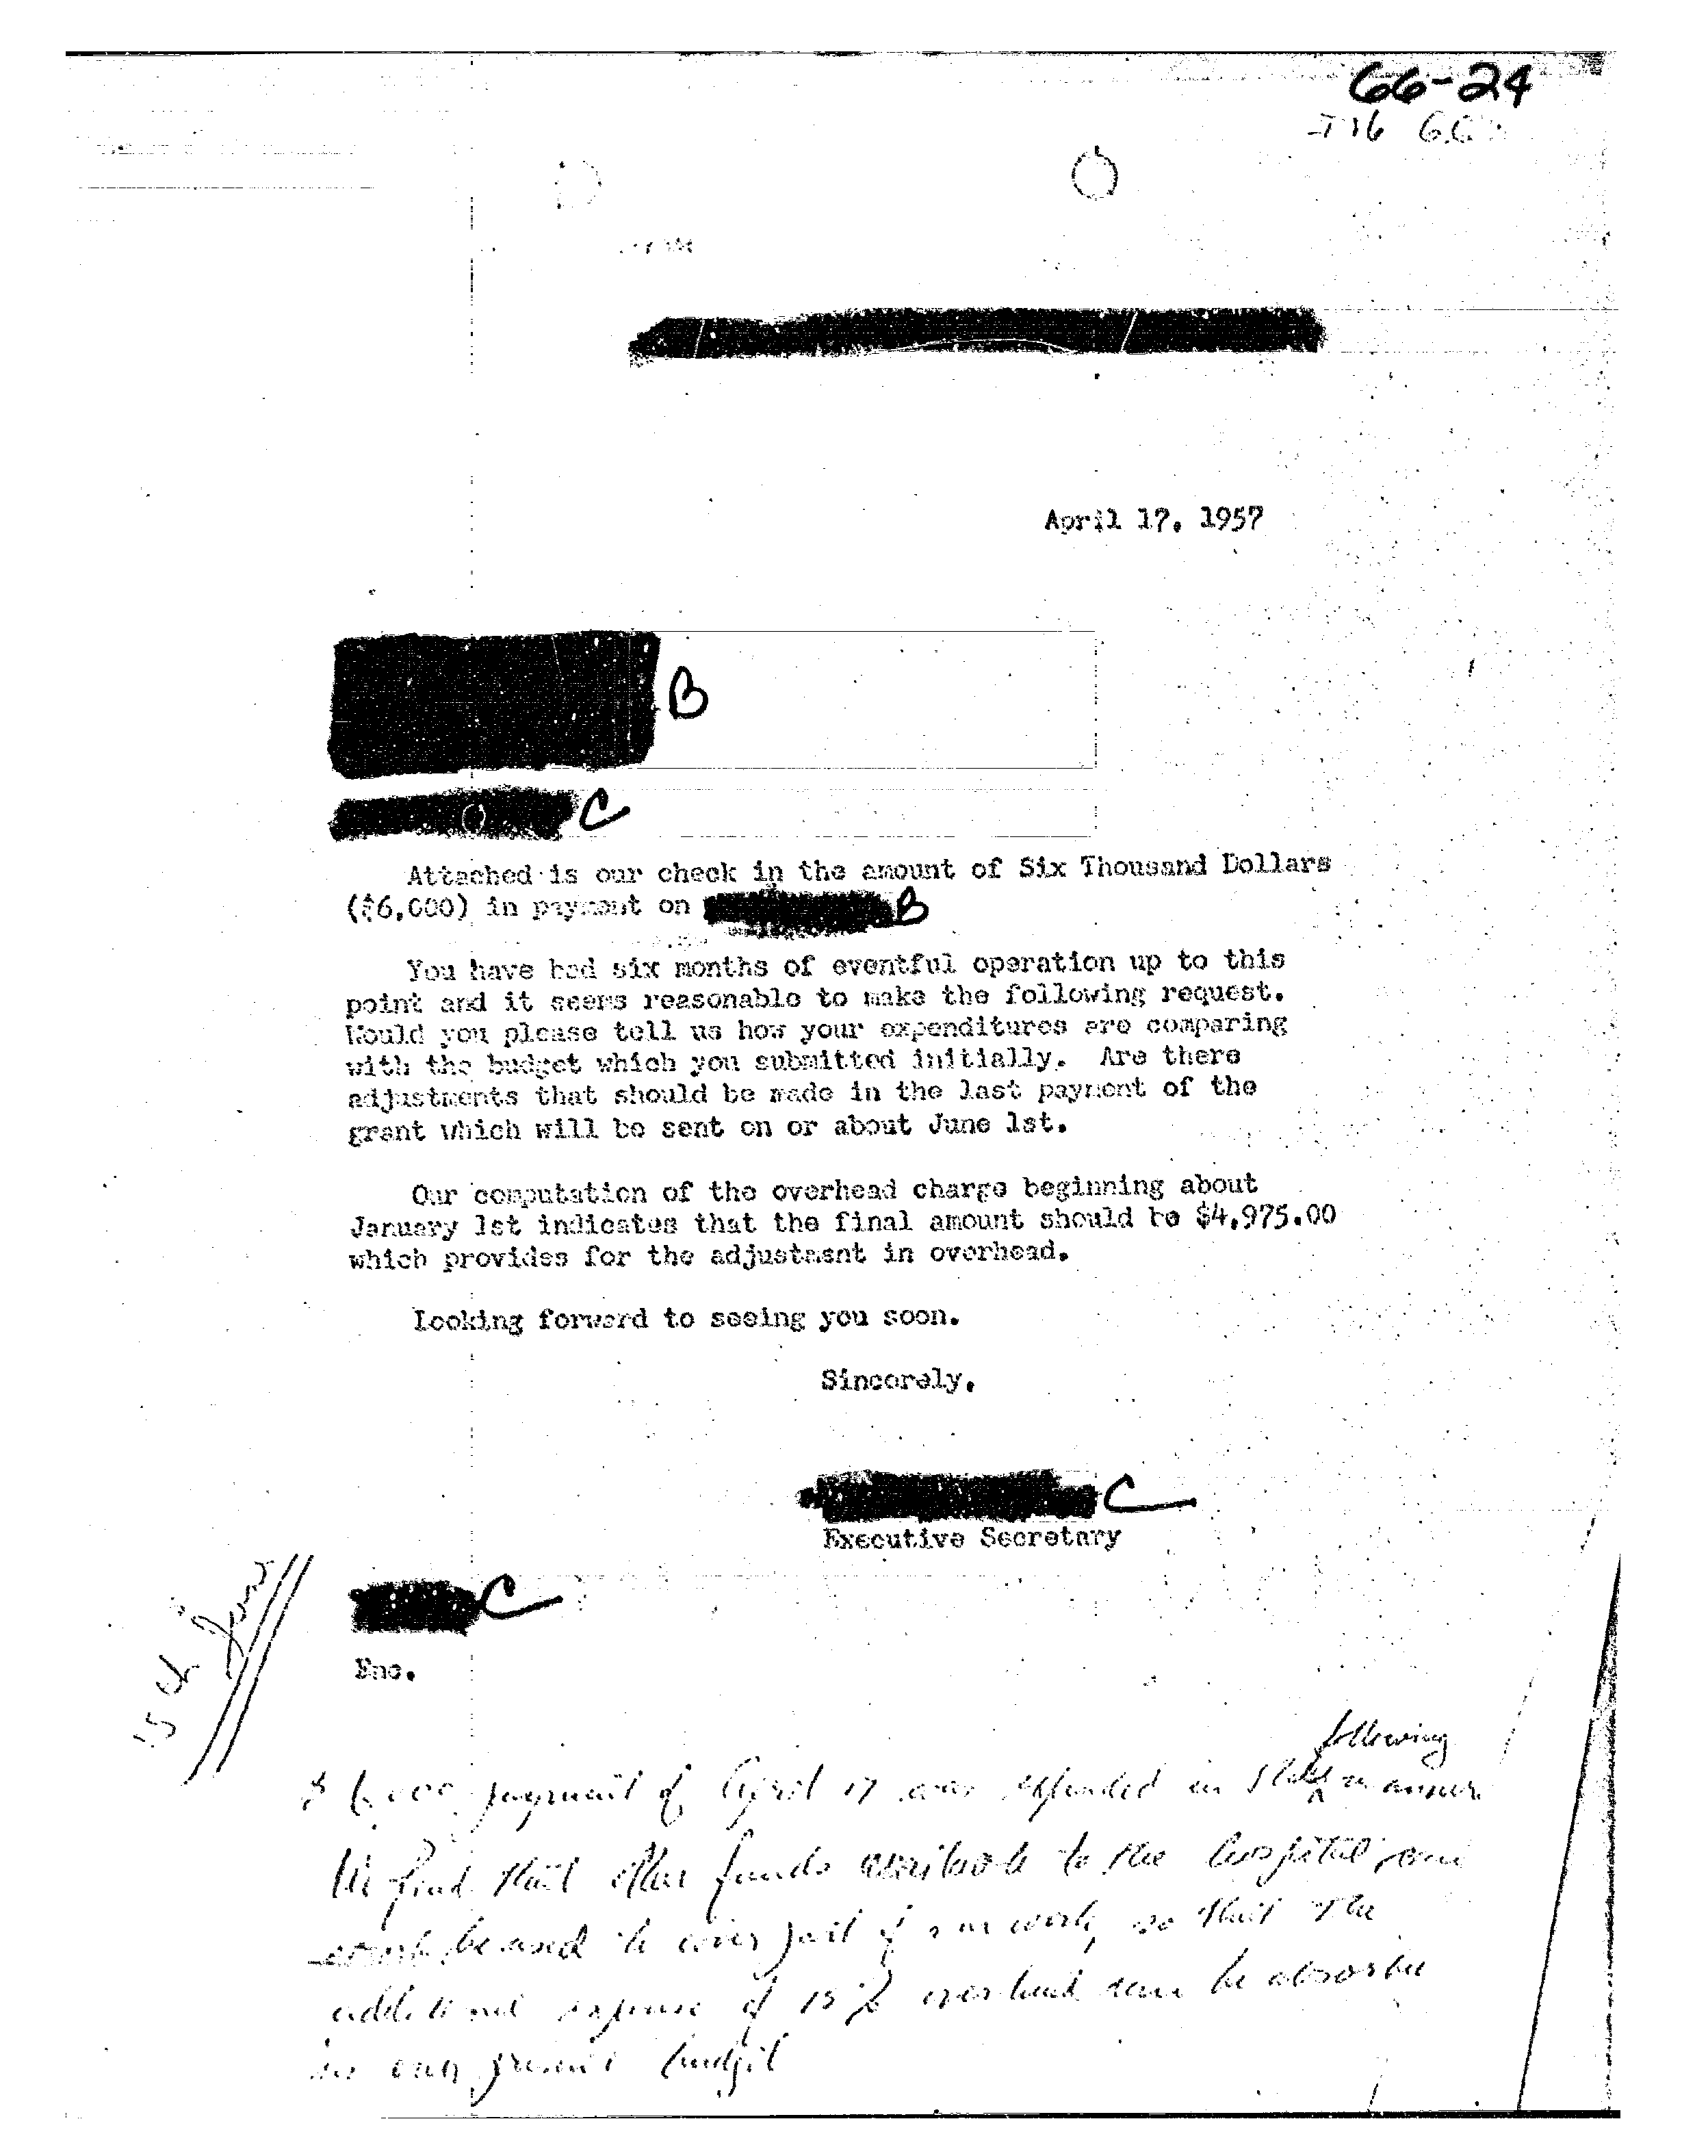 66-24
April 17, 1957
B
C
Attached is our check in the amount of Six Thousand Dollars
($6,000) in payment on B
You have had six months of eventful operation up to this
point and it seems reasonable to make the following request.
Would you please tell us how your expenditures are comparing
with the budget which you submitted initially. Are there
adjustments that should be made in the last payment of the
grant which will be sent on or about June 1st.
Our computation of the overhead charge beginning about
January 1st indicates that the final amount should be $4,975.00
which provides for the adjustment in overhead.
Looking forward to seeing you soon.
Sincerely,
C
Executive Secretary
C
Enc.
following
payment of April 17 was expended in manner
We find that other funds available to the hospital can
be used to cover part of our work, so that the
additional expense of 15% overhead can be absorbed
in our present budget